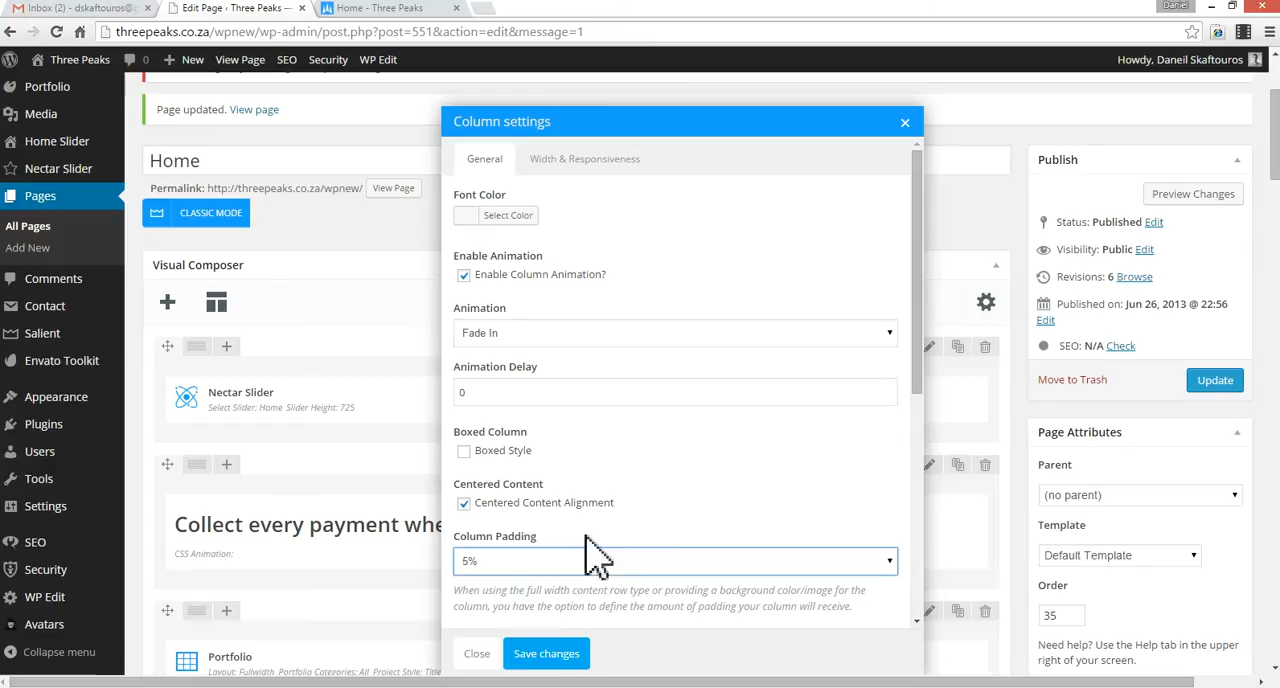 Inbox (2) - dskaftouros@
Edit Page ‹ Three Peaks —
Home - Three Peaks
Daniel
threepeaks.co.za/wpnew/wp-admin/post.php?post=551&action=edit&message=1
Three Peaks
0
New
View Page
SEO
Security
WP Edit
Howdy, Daneil Skaftouros
Portfolio
Media
Home Slider
Nectar Slider
Pages
All Pages
Add New
Comments
Contact
Salient
Envato Toolkit
Appearance
Plugins
Users
Tools
Settings
SEO
Security
WP Edit
Avatars
Collapse menu
Page updated. View page
Home
Permalink: http://threepeaks.co.za/wpnew/
View Page
CLASSIC MODE
Visual Composer
Nectar Slider
Select Slider: Home Slider Height: 725
Collect every payment whe
CSS Animation:
Portfolio
Layout: Fullwidth Portfolio Categories: All Project Style: Title
Column settings
General
Width & Responsiveness
Font Color
Select Color
Enable Animation
Enable Column Animation?
Animation
Fade In
Animation Delay
0
Boxed Column
Boxed Style
Centered Content
Centered Content Alignment
Column Padding
5%
When using the full width content row type or providing a background color/image for the
column, you have the option to define the amount of padding your column will receive.
Close
Save changes
Publish
Preview Changes
Status: Published Edit
Visibility: Public Edit
Revisions: 6 Browse
Published on: Jun 26, 2013 @ 22:56
Edit
SEO: N/A Check
Move to Trash
Update
Page Attributes
Parent
(no parent)
Template
Default Template
Order
35
Need help? Use the Help tab in the upper
right of your screen.